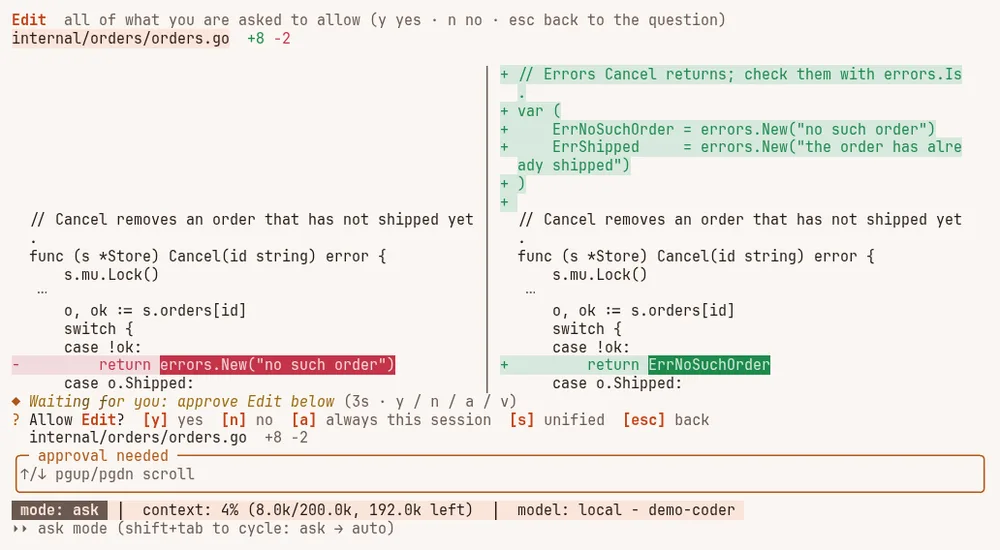 Edit  all of what you are asked to allow (y yes · n no · esc back to the question)
internal/orders/orders.go  +8 -2
+ // Errors Cancel returns; check them with errors.Is
.
+ var (
+     ErrNoSuchOrder = errors.New("no such order")
+     ErrShipped     = errors.New("the order has alre
ady shipped")
+ )
+
// Cancel removes an order that has not shipped yet    // Cancel removes an order that has not shipped yet
.    .
func (s *Store) Cancel(id string) error {    func (s *Store) Cancel(id string) error {
    s.mu.Lock()        s.mu.Lock()
…    …
    o, ok := s.orders[id]        o, ok := s.orders[id]
    switch {        switch {
    case !ok:        case !ok:
-         return errors.New("no such order")    +         return ErrNoSuchOrder
    case o.Shipped:        case o.Shipped:
◆ Waiting for you: approve Edit below (3s · y / n / a / v)
? Allow Edit?  [y] yes  [n] no  [a] always this session  [s] unified  [esc] back
internal/orders/orders.go  +8 -2
approval needed
↑/↓ pgup/pgdn scroll
mode: ask │ context: 4% (8.0k/200.0k, 192.0k left) │ model: local - demo-coder
▸▸ ask mode (shift+tab to cycle: ask → auto)